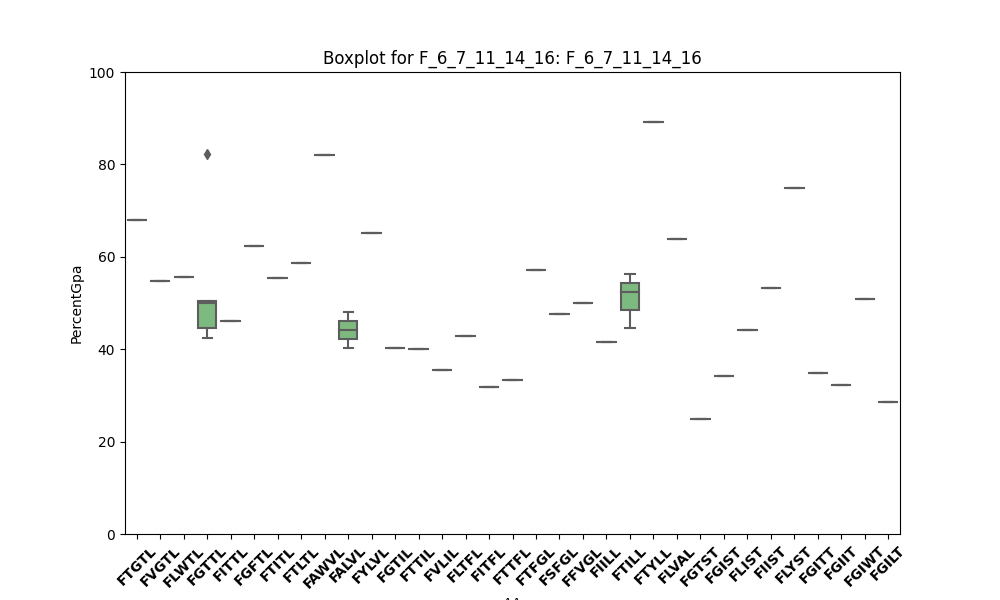 Boxplot for F_6_7_11_14_16: F_6_7_11_14_16
100
80
60
40
20
0
PercentGpa
FTGTL
FVGTL
FLWTL
FGTTL
FITTL
FGFTL
FTITL
FTLTL
FAWVL
FALVL
FYLVL
FGTIL
FTTIL
FVLIL
FLTFL
FITFL
FTTFL
FTFGL
FSFGL
FFVGL
FIILL
FTILL
FTYLL
FLVAL
FGTST
FGIST
FLIST
FIIST
FLYST
FGITT
FGIIT
FGIWT
FGILT